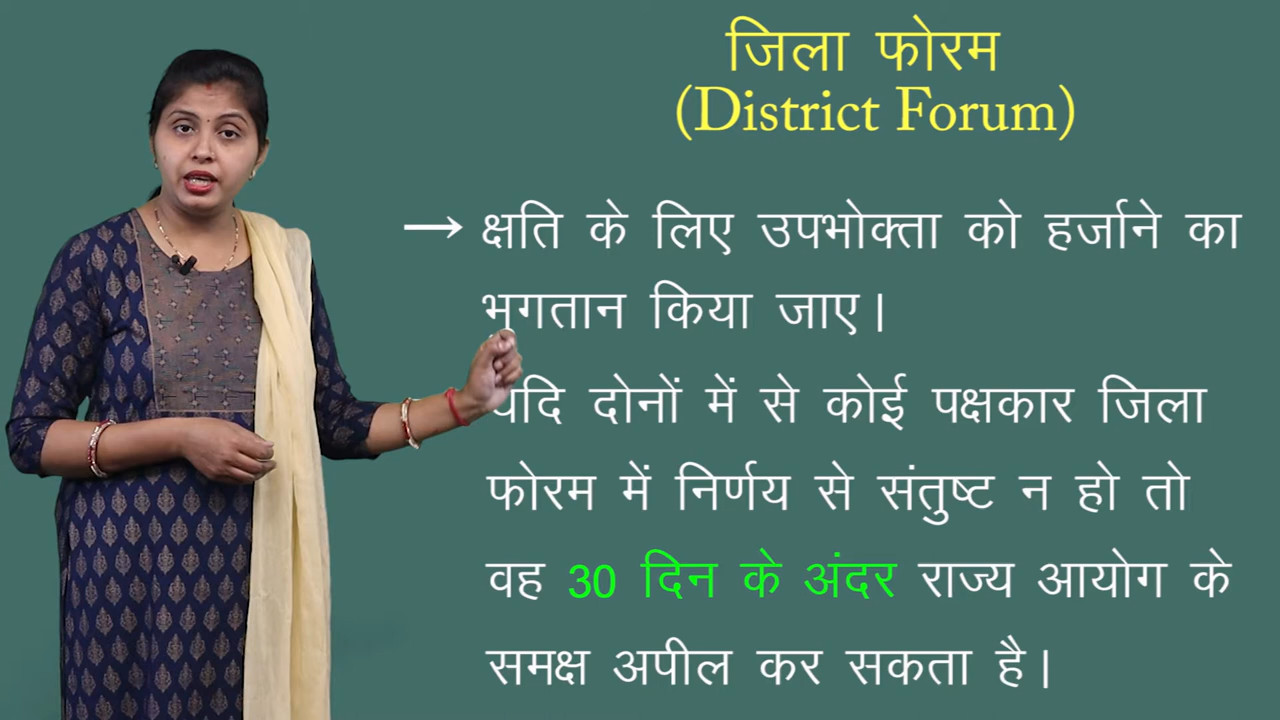 जिला फोरम
(District Forum)
→ क्षति के लिए उपभोक्ता को हर्जाने का
भुगतान किया जाए।
यदि दोनों में से कोई पक्षकार जिला
फोरम में निर्णय से संतुष्ट न हो तो
वह 30 दिन के अंदर राज्य आयोग के
समक्ष अपील कर सकता है।